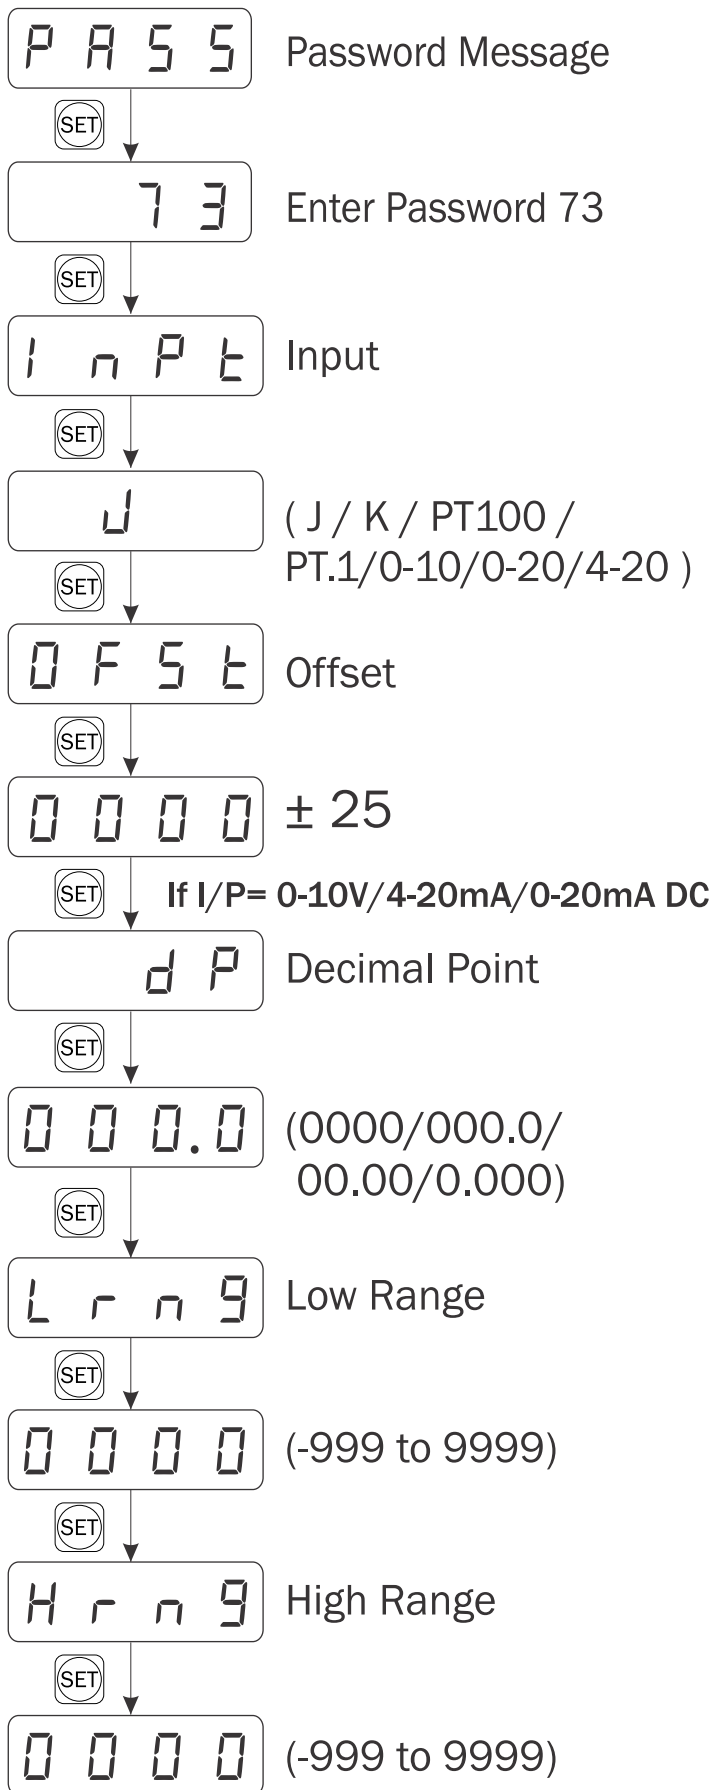 PASS Password Message
SET
73 Enter Password 73
SET
InPt Input
SET
J ( J / K / PT100 /
PT.1/0-10/0-20/4-20 )
SET
OFSt Offset
SET
0000 ± 25
SET If I/P= 0-10V/4-20mA/0-20mA DC
dP Decimal Point
SET
000.0 (0000/000.0/
00.00/0.000)
SET
Lrng Low Range
SET
0000 (-999 to 9999)
SET
Hrng High Range
SET
0000 (-999 to 9999)